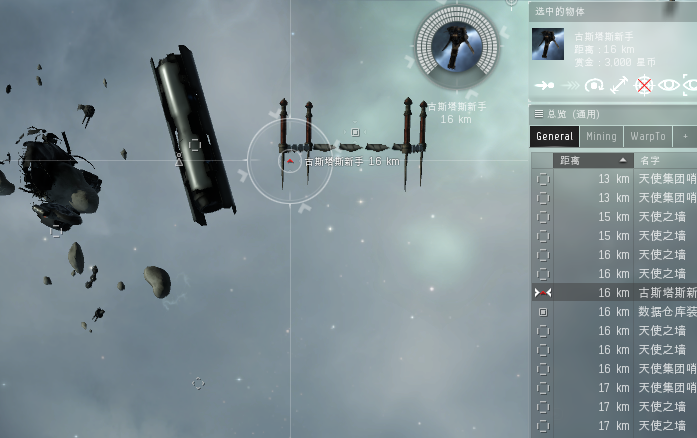 选中的物体
古斯塔斯新手
距离：16 km
赏金：3.000 星币
古斯塔斯新手
16 km
古斯塔斯新手 16 km
总览（通用）
General Mining WarpTo +
距离 名字
13 km 天使集团哨
13 km 天使集团哨
15 km 天使之墙
15 km 天使之墙
16 km 天使之墙
16 km 天使之墙
16 km 古斯塔斯新
16 km 数据仓库装
16 km 天使之墙
16 km 天使之墙
16 km 天使集团哨
17 km 天使集团哨
17 km 天使之墙
17 km 天使之墙